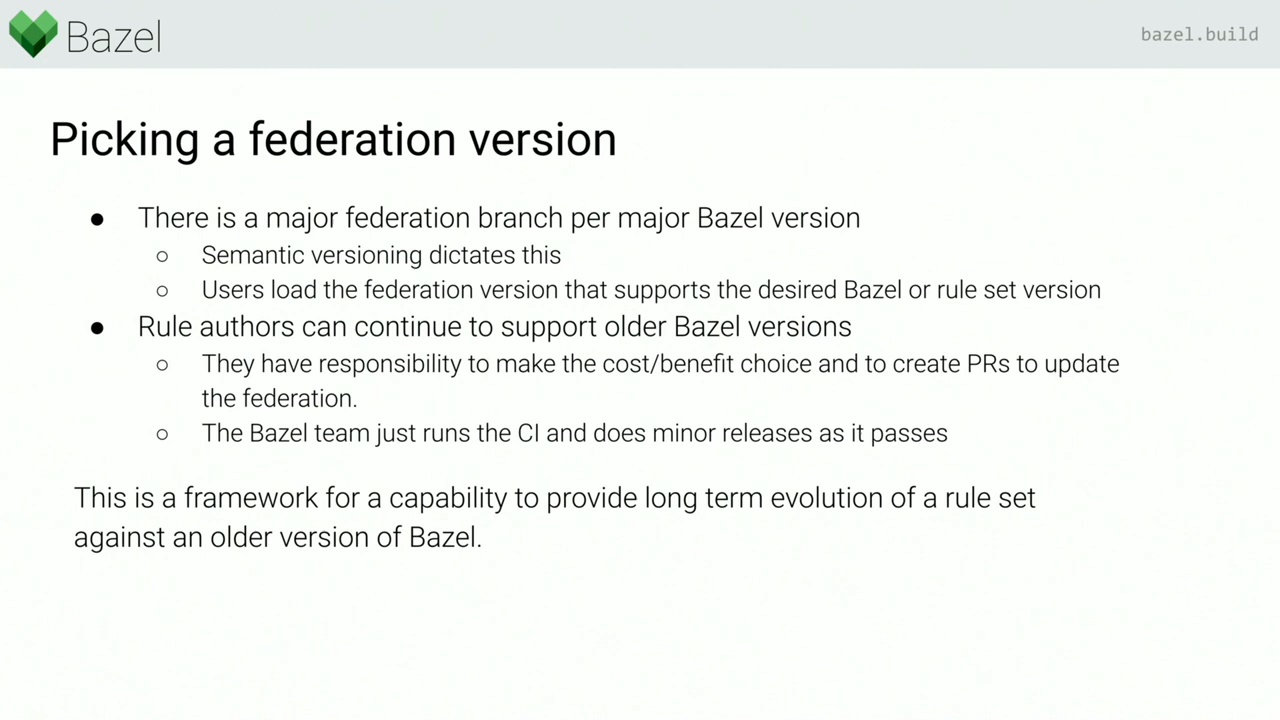 Bazel
bazel.build
Picking a federation version
● There is a major federation branch per major Bazel version
○ Semantic versioning dictates this
○ Users load the federation version that supports the desired Bazel or rule set version
● Rule authors can continue to support older Bazel versions
○ They have responsibility to make the cost/benefit choice and to create PRs to update
the federation.
○ The Bazel team just runs the CI and does minor releases as it passes
This is a framework for a capability to provide long term evolution of a rule set
against an older version of Bazel.